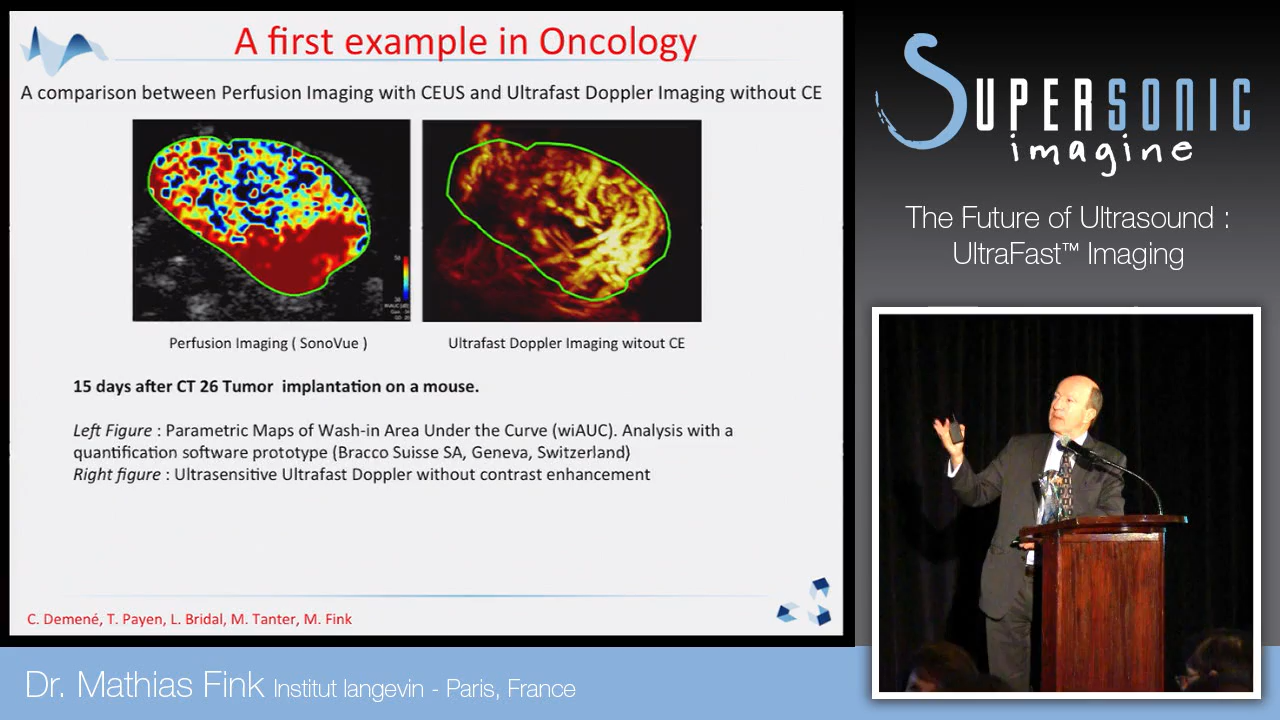 A first example in Oncology
A comparison between Perfusion Imaging with CEUS and Ultrafast Doppler Imaging without CE
Perfusion Imaging ( SonoVue )
Ultrafast Doppler Imaging witout CE
15 days after CT 26 Tumor implantation on a mouse.
Left Figure : Parametric Maps of Wash-in Area Under the Curve (wiAUC). Analysis with a
quantification software prototype (Bracco Suisse SA, Geneva, Switzerland)
Right figure : Ultrasensitive Ultrafast Doppler without contrast enhancement
C. Demené, T. Payen, L. Bridal, M. Tanter, M. Fink
SUPERSONIC
imagine
The Future of Ultrasound :
UltraFast™ Imaging
Dr. Mathias Fink Institut langevin - Paris, France